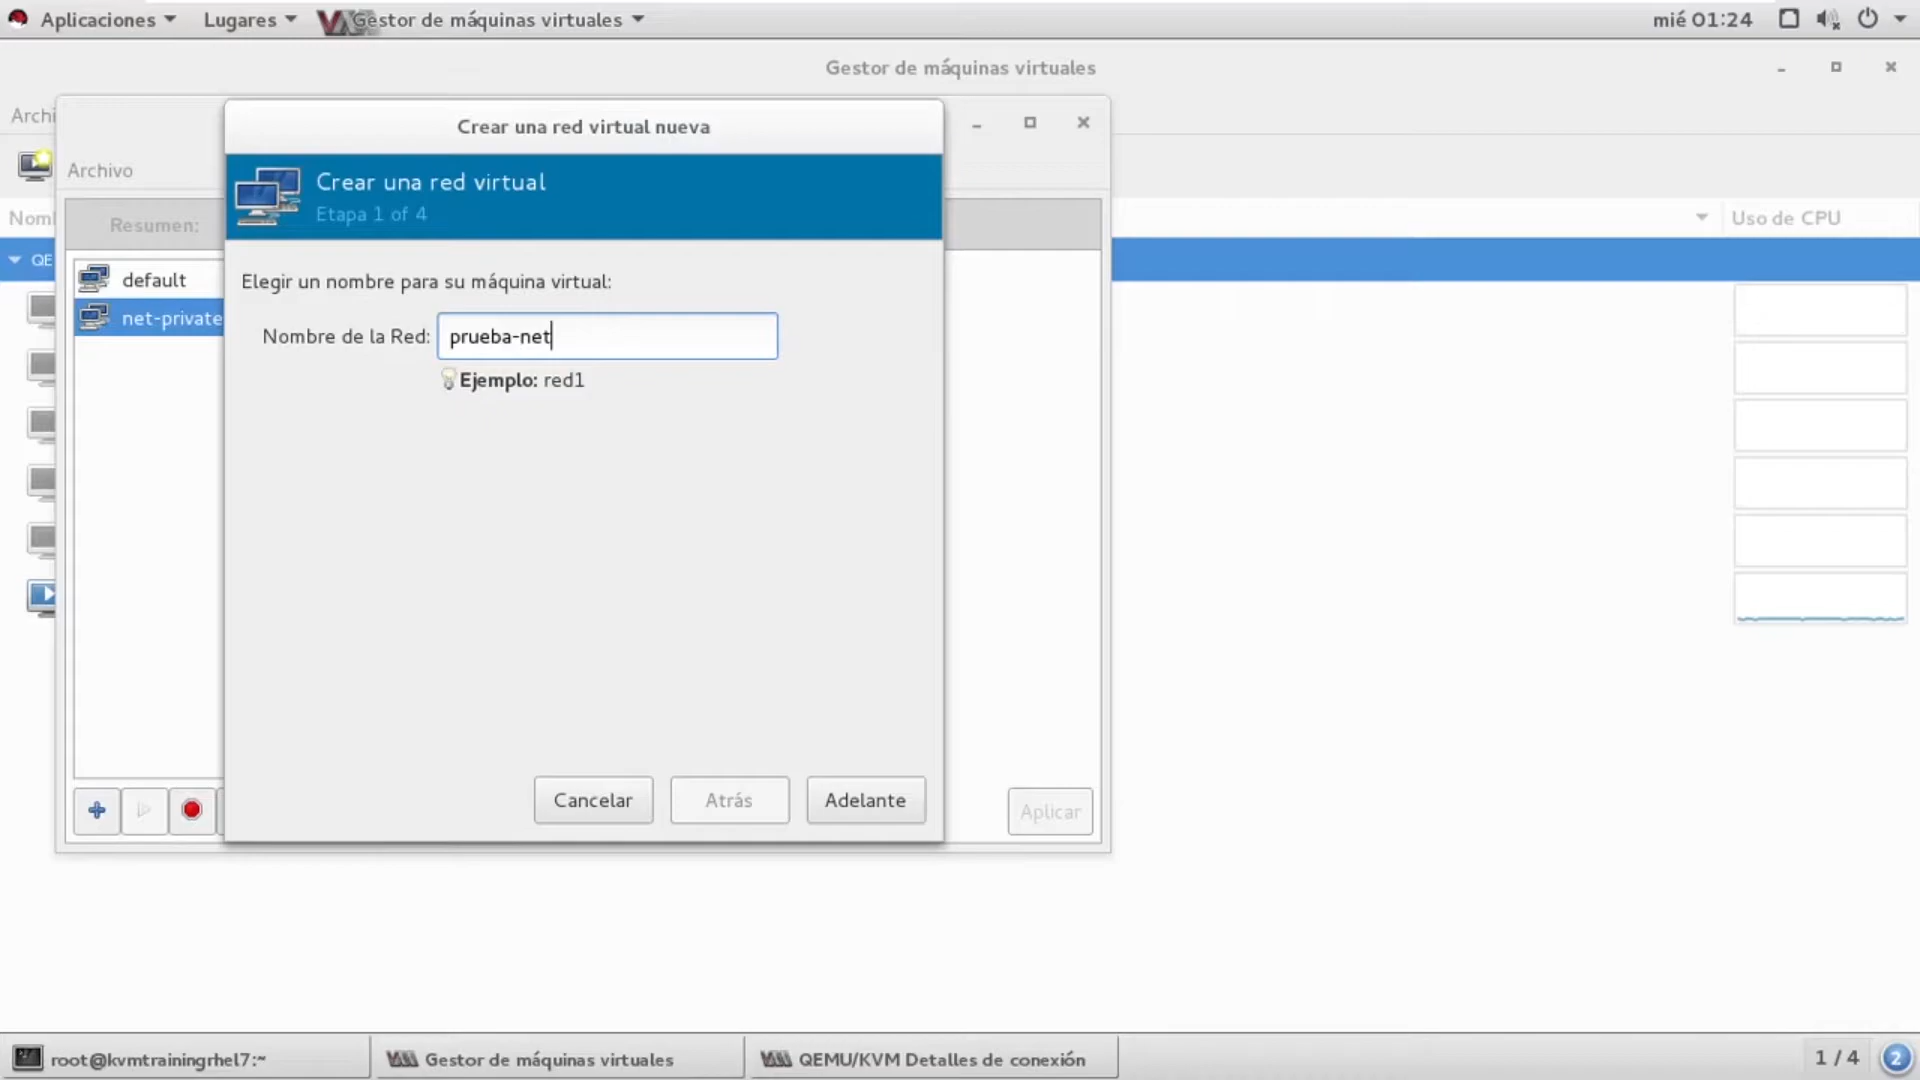 Aplicaciones
Lugares
Gestor de máquinas virtuales
mié 01:24
Gestor de máquinas virtuales
Archi
Crear una red virtual nueva
Archivo
Crear una red virtual
Etapa 1 of 4
Noml
Resumen:
Uso de CPU
QE
default
net-private
Elegir un nombre para su máquina virtual:
Nombre de la Red: prueba-net
Ejemplo: red1
Cancelar
Atrás
Adelante
Aplicar
root@kvmtrainingrhel7:~
Gestor de máquinas virtuales
QEMU/KVM Detalles de conexión
1 / 4
2